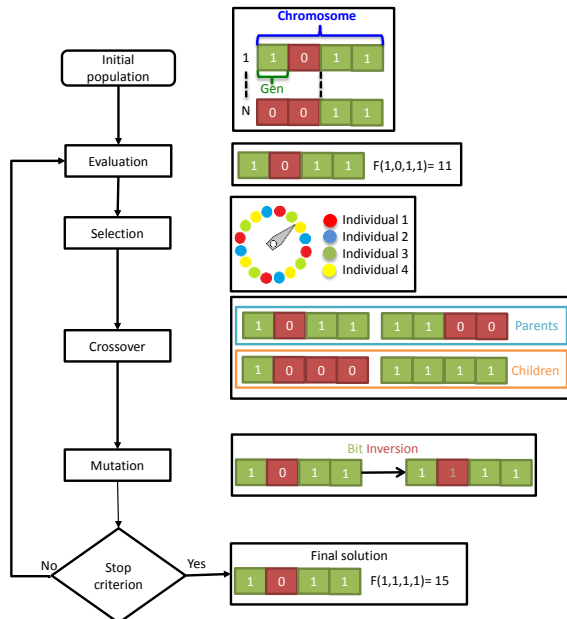 Chromosome
Initial population
1
1 0 1 1
Gen
N
0 0 1 1
Evaluation
1 0 1 1
F(1,0,1,1)= 11
Selection
Individual 1
Individual 2
Individual 3
Individual 4
Crossover
1 0 1 1 1 1 0 0 Parents
1 0 0 0 1 1 1 1 Children
Mutation
Bit Inversion
1 0 1 1 1 1 1 1
No
Stop criterion
Yes
Final solution
1 0 1 1 F(1,1,1,1)= 15